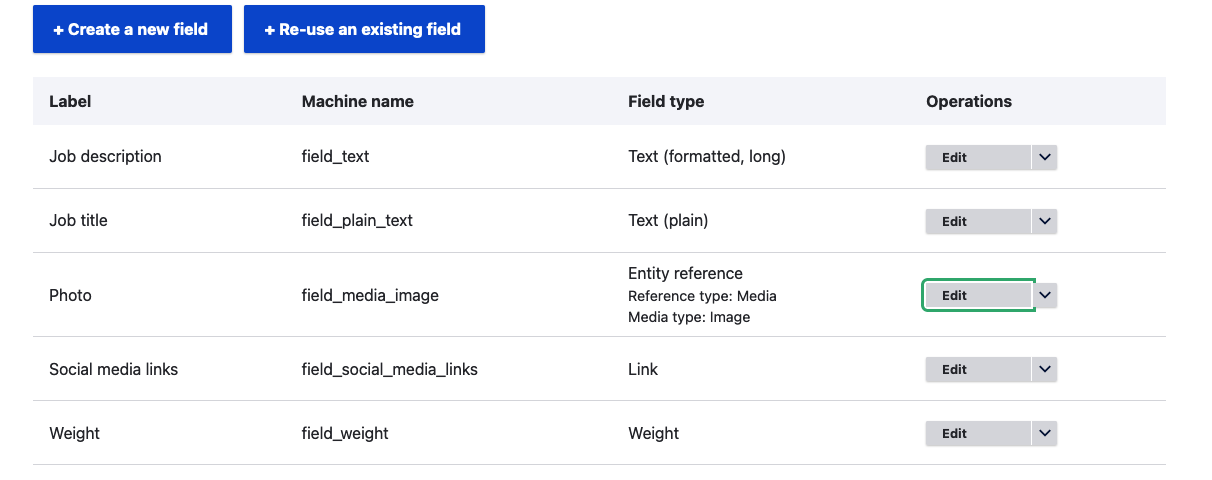 + Create a new field + Re-use an existing field
Label Machine name Field type Operations
Job description field_text Text (formatted, long) Edit
Job title field_plain_text Text (plain) Edit
Photo field_media_image Entity reference Edit
Reference type: Media
Media type: Image
Social media links field_social_media_links Link Edit
Weight field_weight Weight Edit